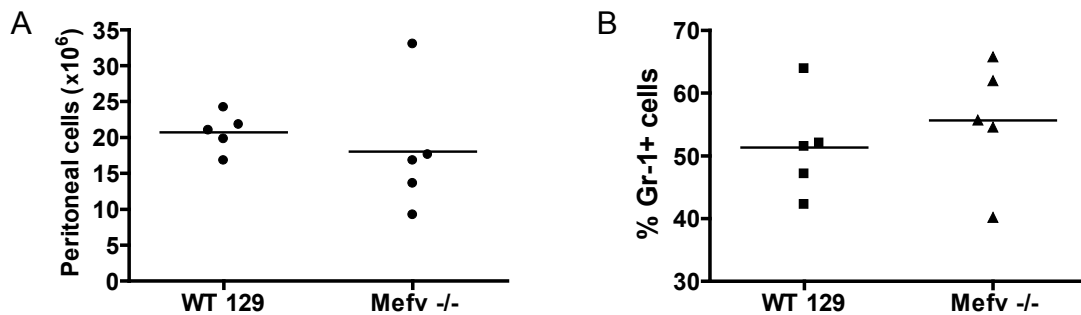 A
Peritoneal cells (x10⁶)
35
30
25
20
15
10
5
0
WT 129
Mefv -/-
B
% Gr-1+ cells
70
60
50
40
30
WT 129
Mefv -/-